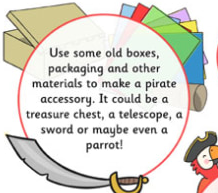 Use some old boxes,
packaging and other
materials to make a pirate
accessory. It could be a
treasure chest, a telescope, a
sword or maybe even a
parrot!